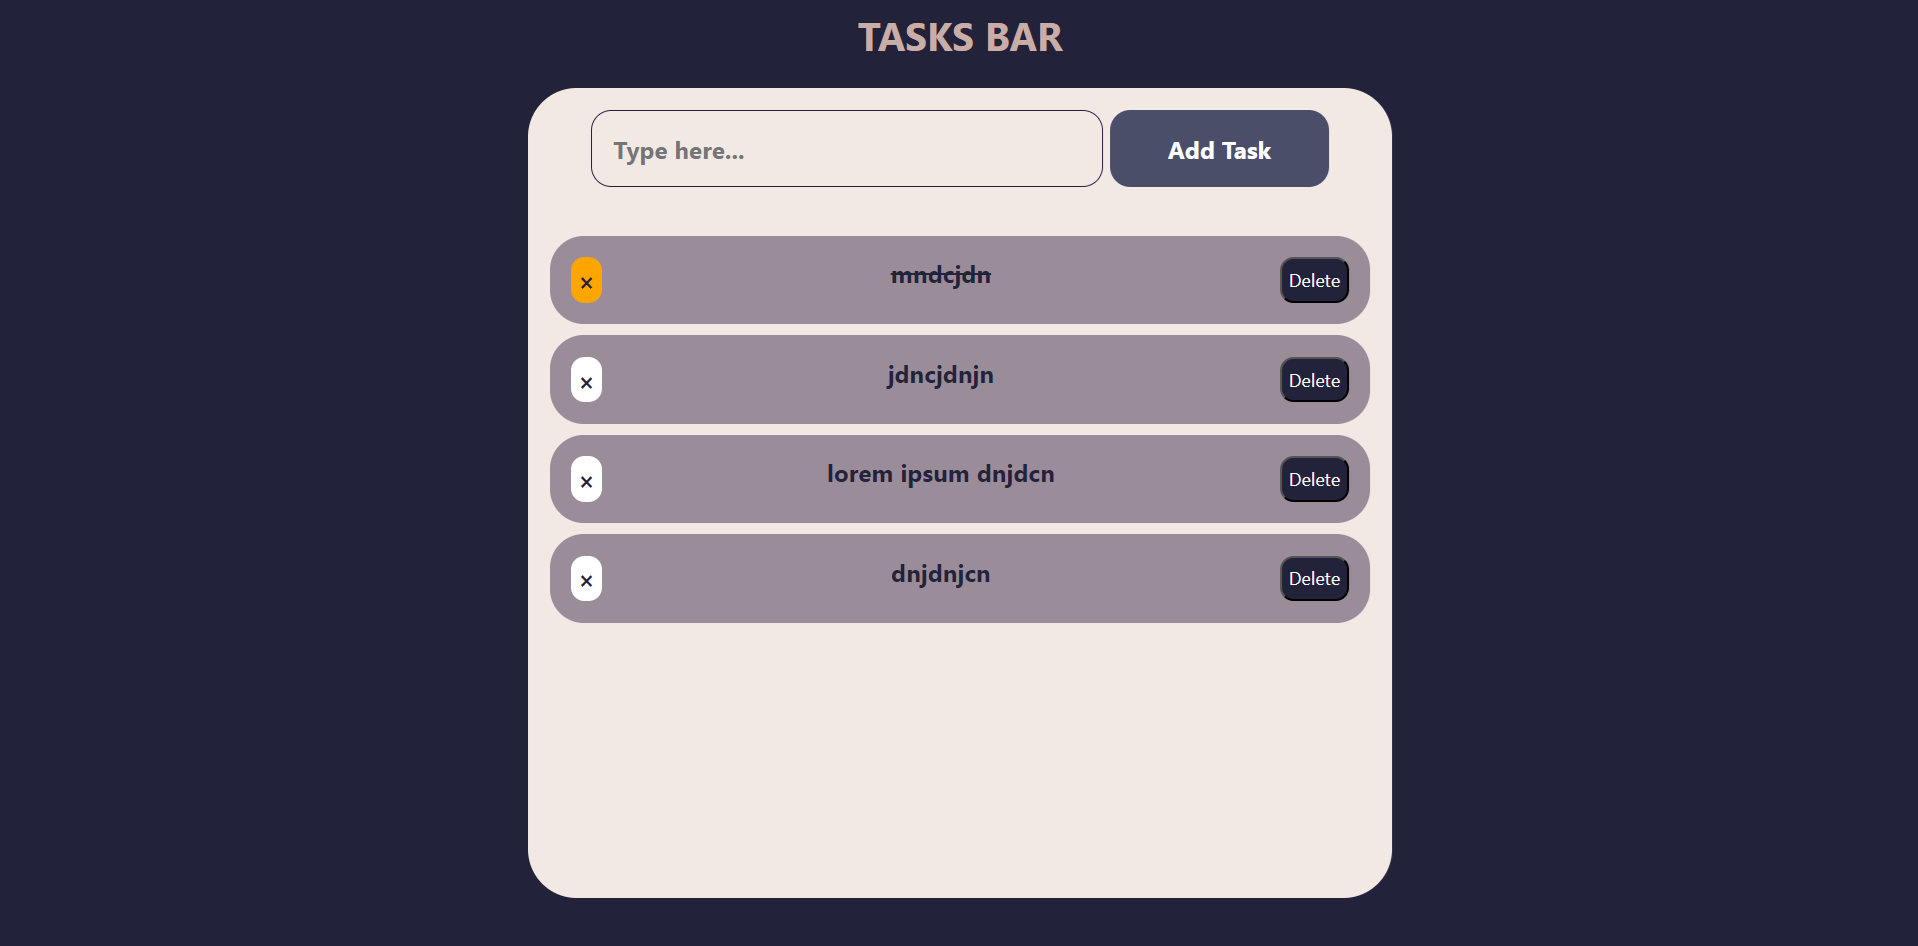 TASKS BAR
Type here...
Add Task
× mndcjdn Delete
× jdncjdnjn Delete
× lorem ipsum dnjdcn Delete
× dnjdnjcn Delete